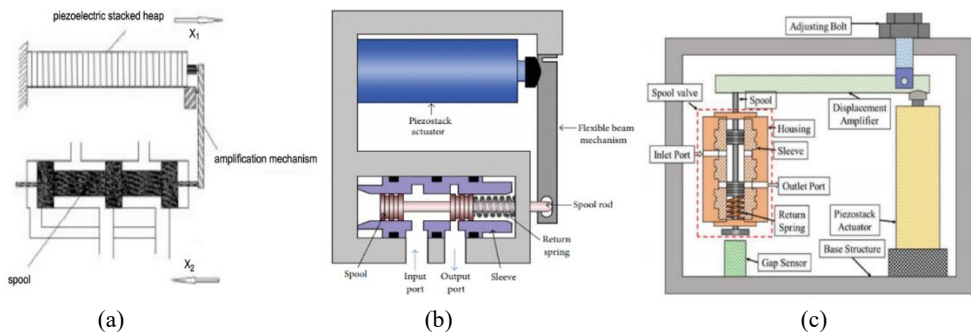 piezoelectric stacked heap
X1
amplification mechanism
spool
X2
(a)
Piezostack
actuator
Flexible beam
mechanism
Spool rod
Return
spring
Spool
Input
port
Output
port
Sleeve
(b)
Adjusting Bolt
Spool valve
Spool
Displacement
Amplifier
Housing
Inlet Port
Sleeve
Outlet Port
Return
Spring
Piezostack
Actuator
Base Structure
Gap Sensor
(c)